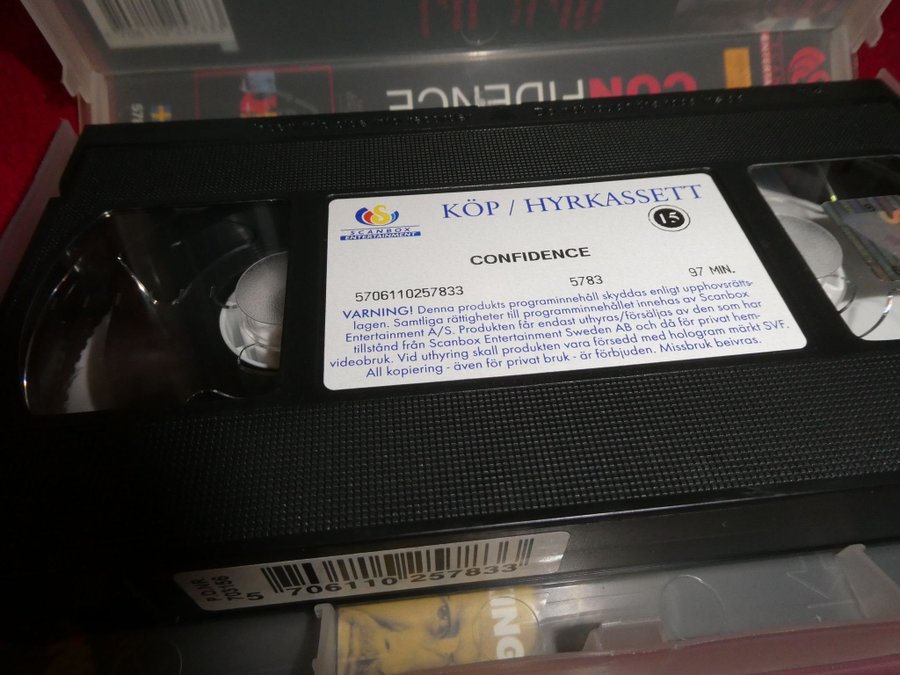 CONFIDENCE
SCANBOX
ENTERTAINMENT
KÖP / HYRKASSETT
15
CONFIDENCE
5706110257833 5783 97 MIN.
VARNING! Denna produkts programinnehåll skyddas enligt upphovsrätts-
lagen. Samtliga rättigheter till programminnehållet innehas av Scanbox
Entertainment A/S. Produkten får endast uthyras/försäljas av den som har
tillstånd från Scanbox Entertainment Sweden AB och då för privat hem-
videobruk. Vid uthyring skall produkten vara försedd med hologram märkt SVF.
All kopiering - även för privat bruk - är förbjuden. Missbruk beivras.
5 706110 257833
ING